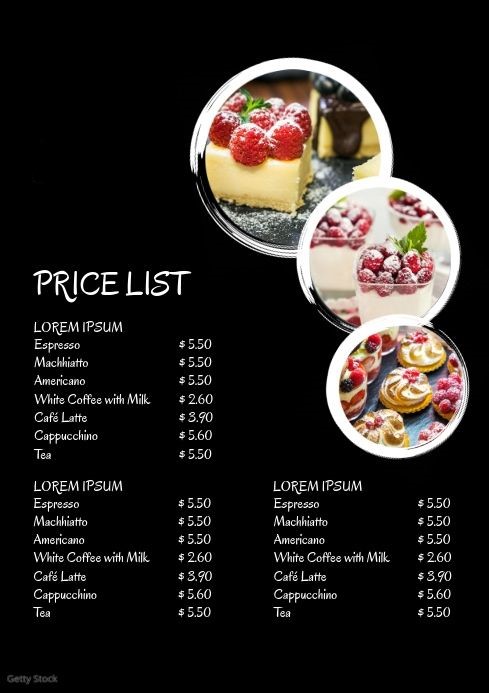 PRICE LIST
LOREM IPSUM
Espresso $ 5.50
Machhiatto $ 5.50
Americano $ 5.50
White Coffee with Milk $ 2.60
Café Latte $ 3.90
Cappucchino $ 5.60
Tea $ 5.50
LOREM IPSUM
Espresso $ 5.50
Machhiatto $ 5.50
Americano $ 5.50
White Coffee with Milk $ 2.60
Café Latte $ 3.90
Cappucchino $ 5.60
Tea $ 5.50
LOREM IPSUM
Espresso $ 5.50
Machhiatto $ 5.50
Americano $ 5.50
White Coffee with Milk $ 2.60
Café Latte $ 3.90
Cappucchino $ 5.60
Tea $ 5.50
Getty Stock